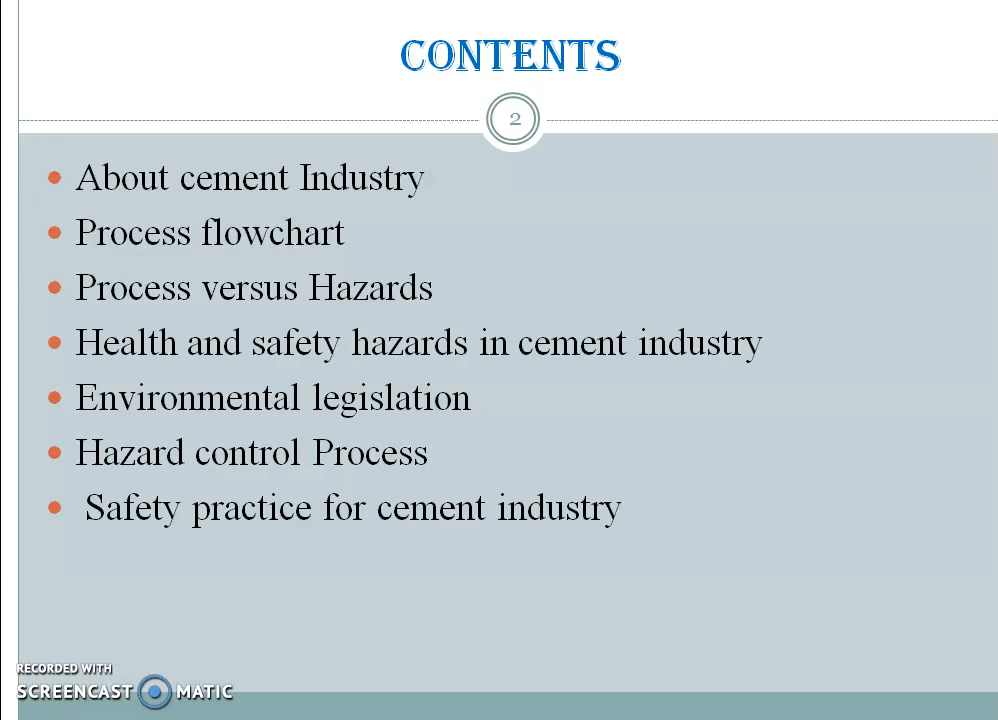 CONTENTS
2
• About cement Industry
• Process flowchart
• Process versus Hazards
• Health and safety hazards in cement industry
• Environmental legislation
• Hazard control Process
• Safety practice for cement industry
RECORDED WITH
SCREENCAST MATIC